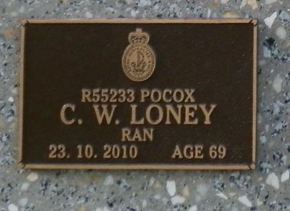 R55233 POCOX
C. W. LONEY
RAN
23. 10. 2010 AGE 69